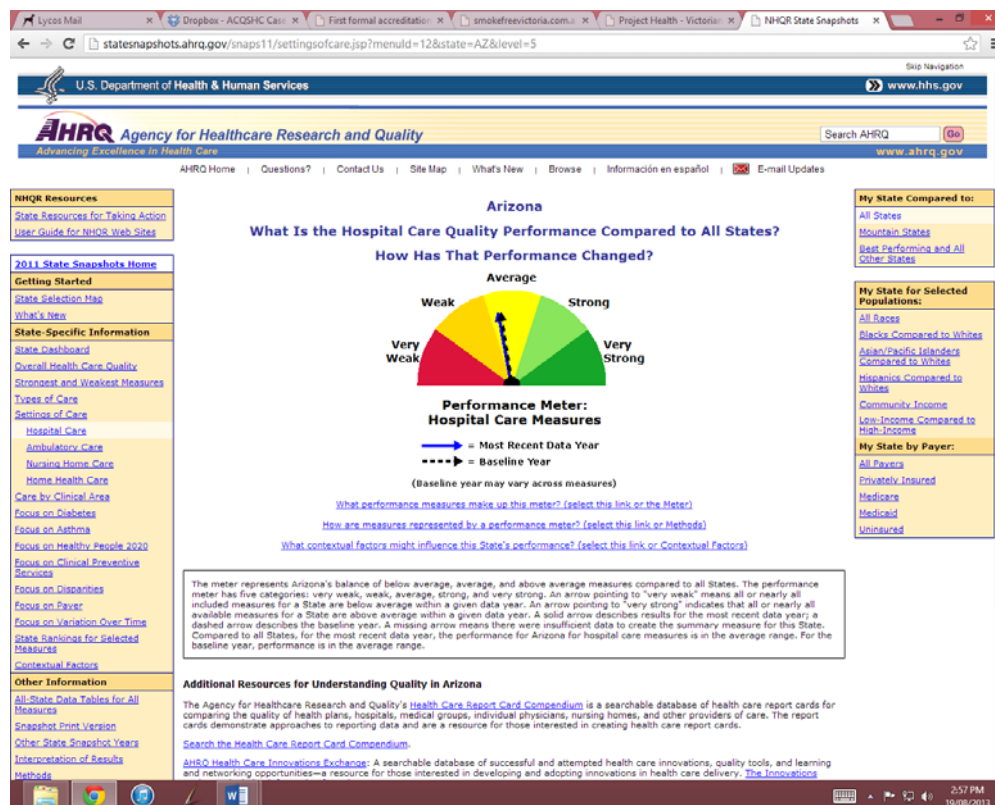 Lycos Mail
Dropbox - ACQSHC Case
First formal accreditation
smokefreevictoria.com.a
Project Health - Victorian
NHQR State Snapshots
statesnapshots.ahrq.gov/snaps11/settingsofcare.jsp?menuId=12&state=AZ&level=5
Skip Navigation
U.S. Department of Health & Human Services
www.hhs.gov
AHRQ Agency for Healthcare Research and Quality
Advancing Excellence in Health Care
Search AHRQ
Go
www.ahrq.gov
AHRQ Home | Questions? | Contact Us | Site Map | What's New | Browse | Información en español | E-mail Updates
NHQR Resources
State Resources for Taking Action
User Guide for NHQR Web Sites
2011 State Snapshots Home
Getting Started
State Selection Map
What's New
State-Specific Information
State Dashboard
Overall Health Care Quality
Strongest and Weakest Measures
Types of Care
Settings of Care
Hospital Care
Ambulatory Care
Nursing Home Care
Home Health Care
Care by Clinical Area
Focus on Diabetes
Focus on Asthma
Focus on Healthy People 2020
Focus on Clinical Preventive
Services
Focus on Disparities
Focus on Payer
Focus on Variation Over Time
State Rankings for Selected
Measures
Contextual Factors
Other Information
All-State Data Tables for All
Measures
Snapshot Print Version
Other State Snapshot Years
Interpretation of Results
Methods
Arizona
What Is the Hospital Care Quality Performance Compared to All States?
How Has That Performance Changed?
Average
Weak
Strong
Very
Weak
Very
Strong
Performance Meter:
Hospital Care Measures
= Most Recent Data Year
= Baseline Year
(Baseline year may vary across measures)
What performance measures make up this meter? (select this link or the Meter)
How are measures represented by a performance meter? (select this link or Methods)
What contextual factors might influence this State's performance? (select this link or Contextual Factors)
The meter represents Arizona's balance of below average, average, and above average measures compared to all States. The performance
meter has five categories: very weak, weak, average, strong, and very strong. An arrow pointing to "very weak" means all or nearly all
included measures for a State are below average within a given data year. An arrow pointing to "very strong" indicates that all or nearly all
available measures for a State are above average within a given data year. A solid arrow describes results for the most recent data year; a
dashed arrow describes the baseline year. A missing arrow means there were insufficient data to create the summary measure for this State.
Compared to all States, for the most recent data year, the performance for Arizona for hospital care measures is in the average range. For the
baseline year, performance is in the average range.
Additional Resources for Understanding Quality in Arizona
The Agency for Healthcare Research and Quality's Health Care Report Card Compendium is a searchable database of health care report cards for
comparing the quality of health plans, hospitals, medical groups, individual physicians, nursing homes, and other providers of care. The report
cards demonstrate approaches to reporting data and are a resource for those interested in creating health care report cards.
Search the Health Care Report Card Compendium.
AHRQ Health Care Innovations Exchange: A searchable database of successful and attempted health care innovations, quality tools, and learning
and networking opportunities—a resource for those interested in developing and adopting innovations in health care delivery. The Innovations
My State Compared to:
All States
Mountain States
Best Performing and All
Other States
My State for Selected
Populations:
All Races
Blacks Compared to Whites
Asian/Pacific Islanders
Compared to Whites
Hispanics Compared to
Whites
Community Income
Low-Income Compared to
High-Income
My State by Payer:
All Payers
Privately Insured
Medicare
Medicaid
Uninsured
2:57 PM
19/08/2013